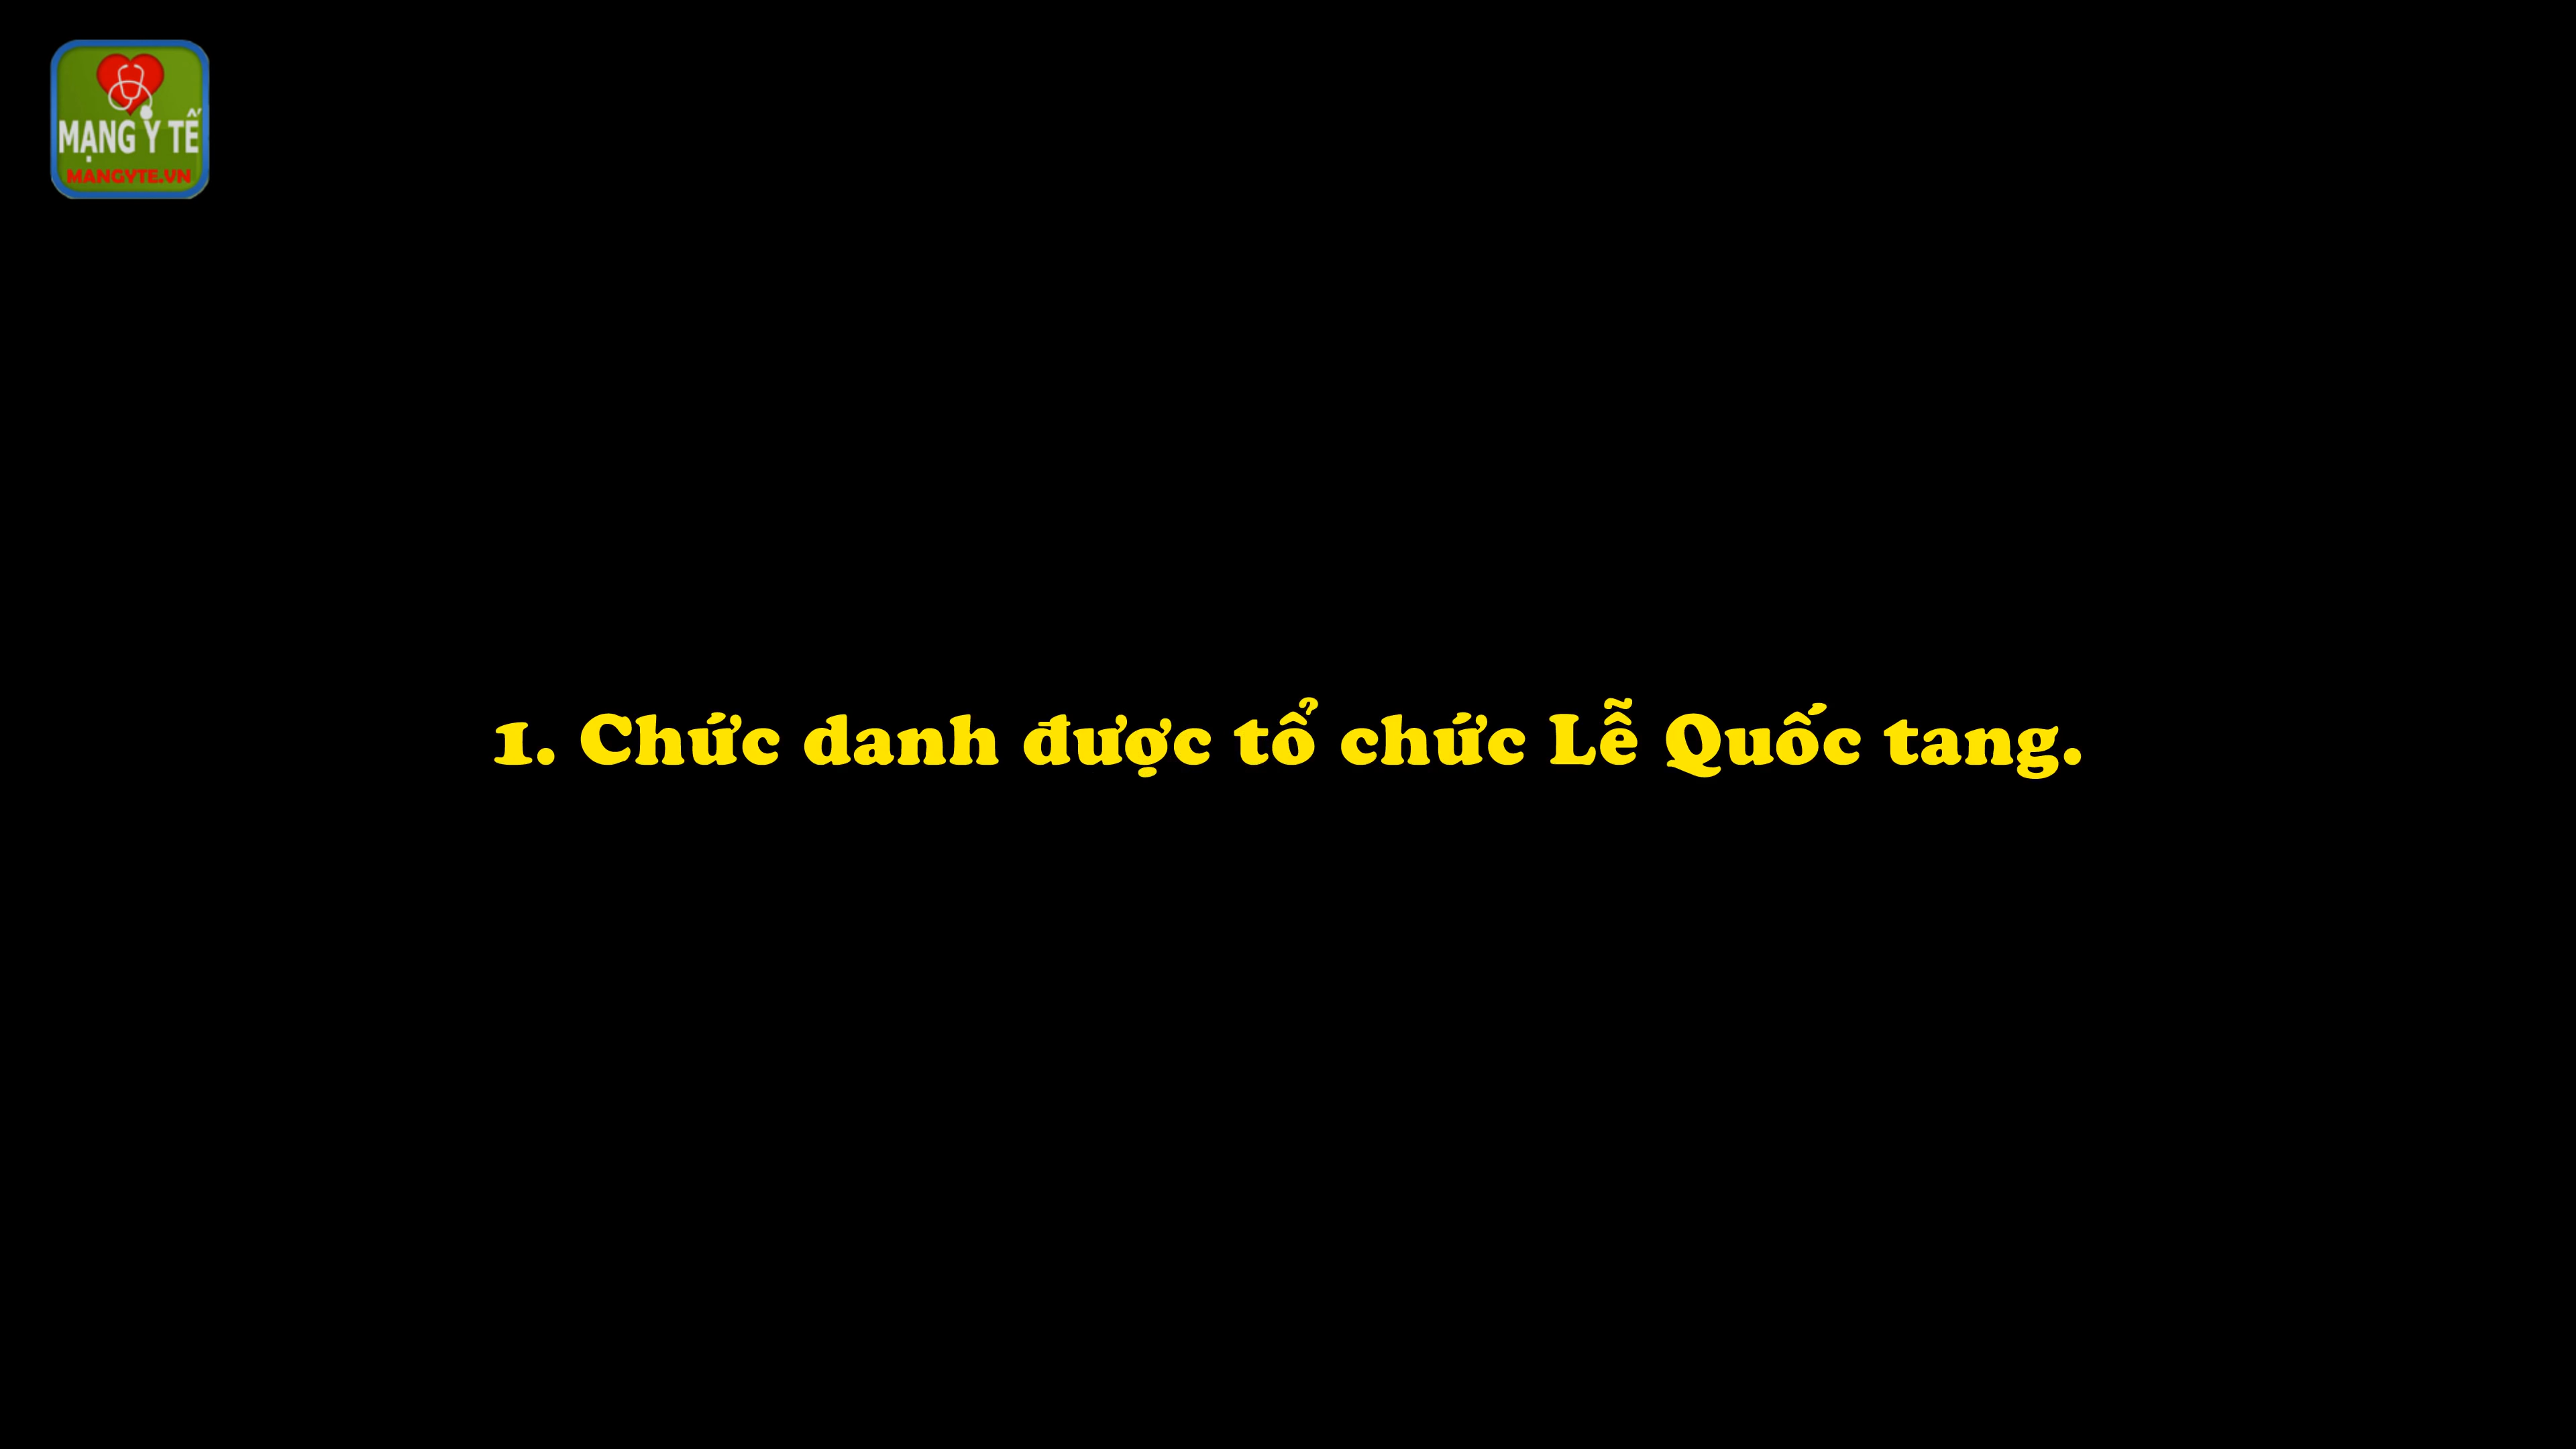 MẠNG Y TẾ
MANGYTE.VN
1. Chức danh được tổ chức Lễ Quốc tang.